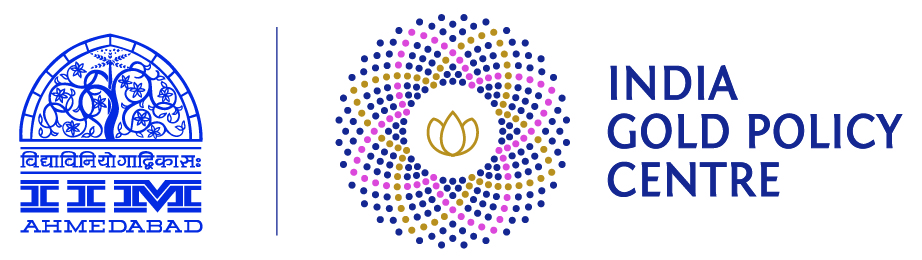 विद्याविनियोगाद्विकासः
IIM
AHMEDABAD
INDIA
GOLD POLICY
CENTRE